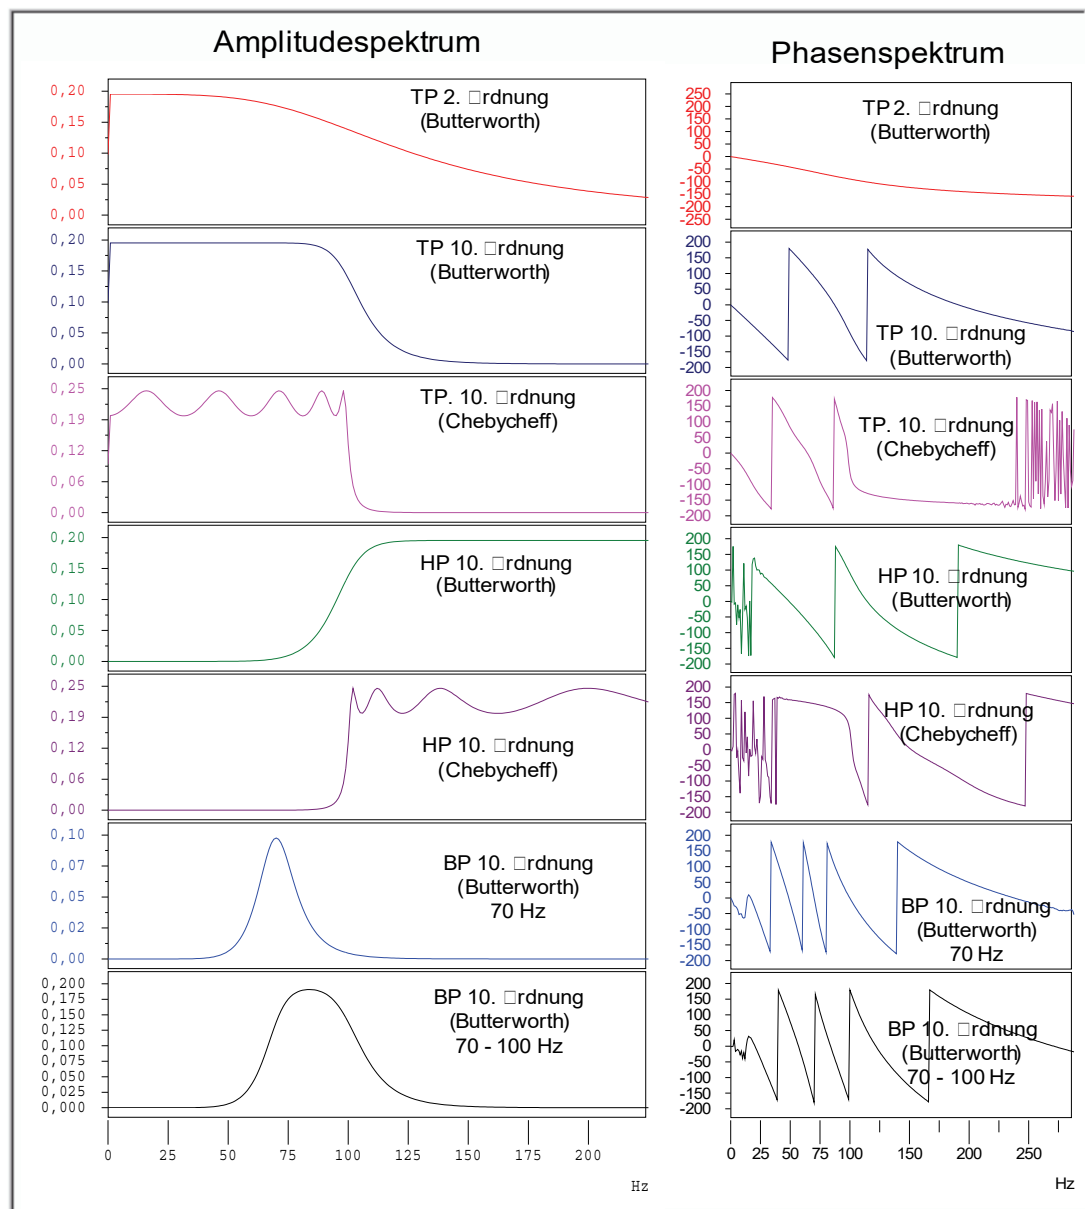 Amplitudespektrum
0,20
0,15
0,10
0,05
0,00
TP 2. □rdnung
(Butterworth)
0,20
0,15
0,10
0,05
0,00
TP 10. □rdnung
(Butterworth)
0,25
0,19
0,12
0,06
0,00
TP. 10. □rdnung
(Chebycheff)
0,20
0,15
0,10
0,05
0,00
HP 10. □rdnung
(Butterworth)
0,25
0,19
0,12
0,06
0,00
HP 10. □rdnung
(Chebycheff)
0,10
0,07
0,05
0,02
0,00
BP 10. □rdnung
(Butterworth)
70 Hz
0,200
0,175
0,150
0,125
0,100
0,075
0,050
0,025
0,000
BP 10. □rdnung
(Butterworth)
70 - 100 Hz
0 25 50 75 100 125 150 175 200
Hz
Phasenspektrum
250
200
150
100
50
0
-50
-100
-150
-200
-250
TP 2. □rdnung
(Butterworth)
200
150
100
50
0
-50
-100
-150
-200
TP 10. □rdnung
(Butterworth)
200
150
100
50
0
-50
-100
-150
-200
TP. 10. □rdnung
(Chebycheff)
200
150
100
50
0
-50
-100
-150
-200
HP 10. □rdnung
(Butterworth)
200
150
100
50
0
-50
-100
-150
-200
HP 10. □rdnung
(Chebycheff)
200
150
100
50
0
-50
-100
-150
-200
BP 10. □rdnung
(Butterworth)
70 Hz
200
150
100
50
0
-50
-100
-150
-200
BP 10. □rdnung
(Butterworth)
70 - 100 Hz
0 25 50 75 100 150 200 250
Hz